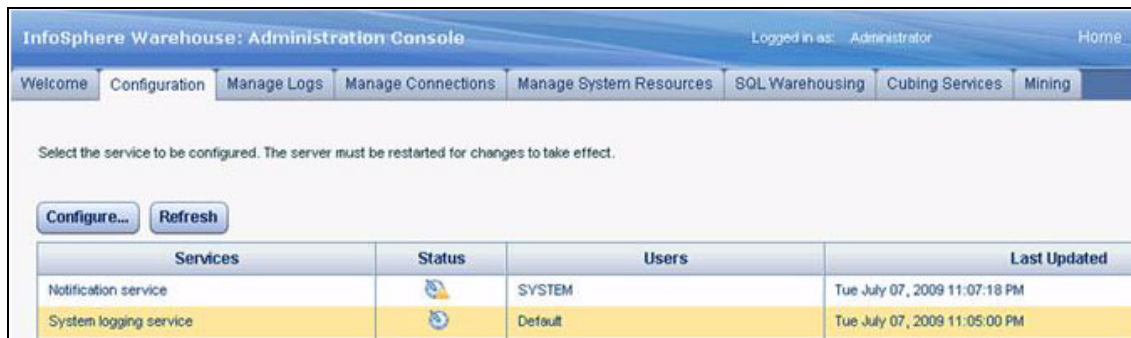 InfoSphere Warehouse: Administration Console Logged in as: Administrator Home
Welcome Configuration Manage Logs Manage Connections Manage System Resources SQL Warehousing Cubing Services Mining
Select the service to be configured. The server must be restarted for changes to take effect.
Configure... Refresh
Services Status Users Last Updated
Notification service SYSTEM Tue July 07, 2009 11:07:18 PM
System logging service Default Tue July 07, 2009 11:05:00 PM